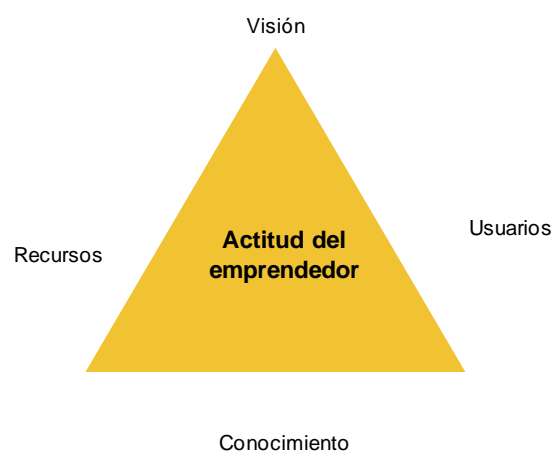 Visión
Usuarios
Actitud del
emprendedor
Recursos
Conocimiento